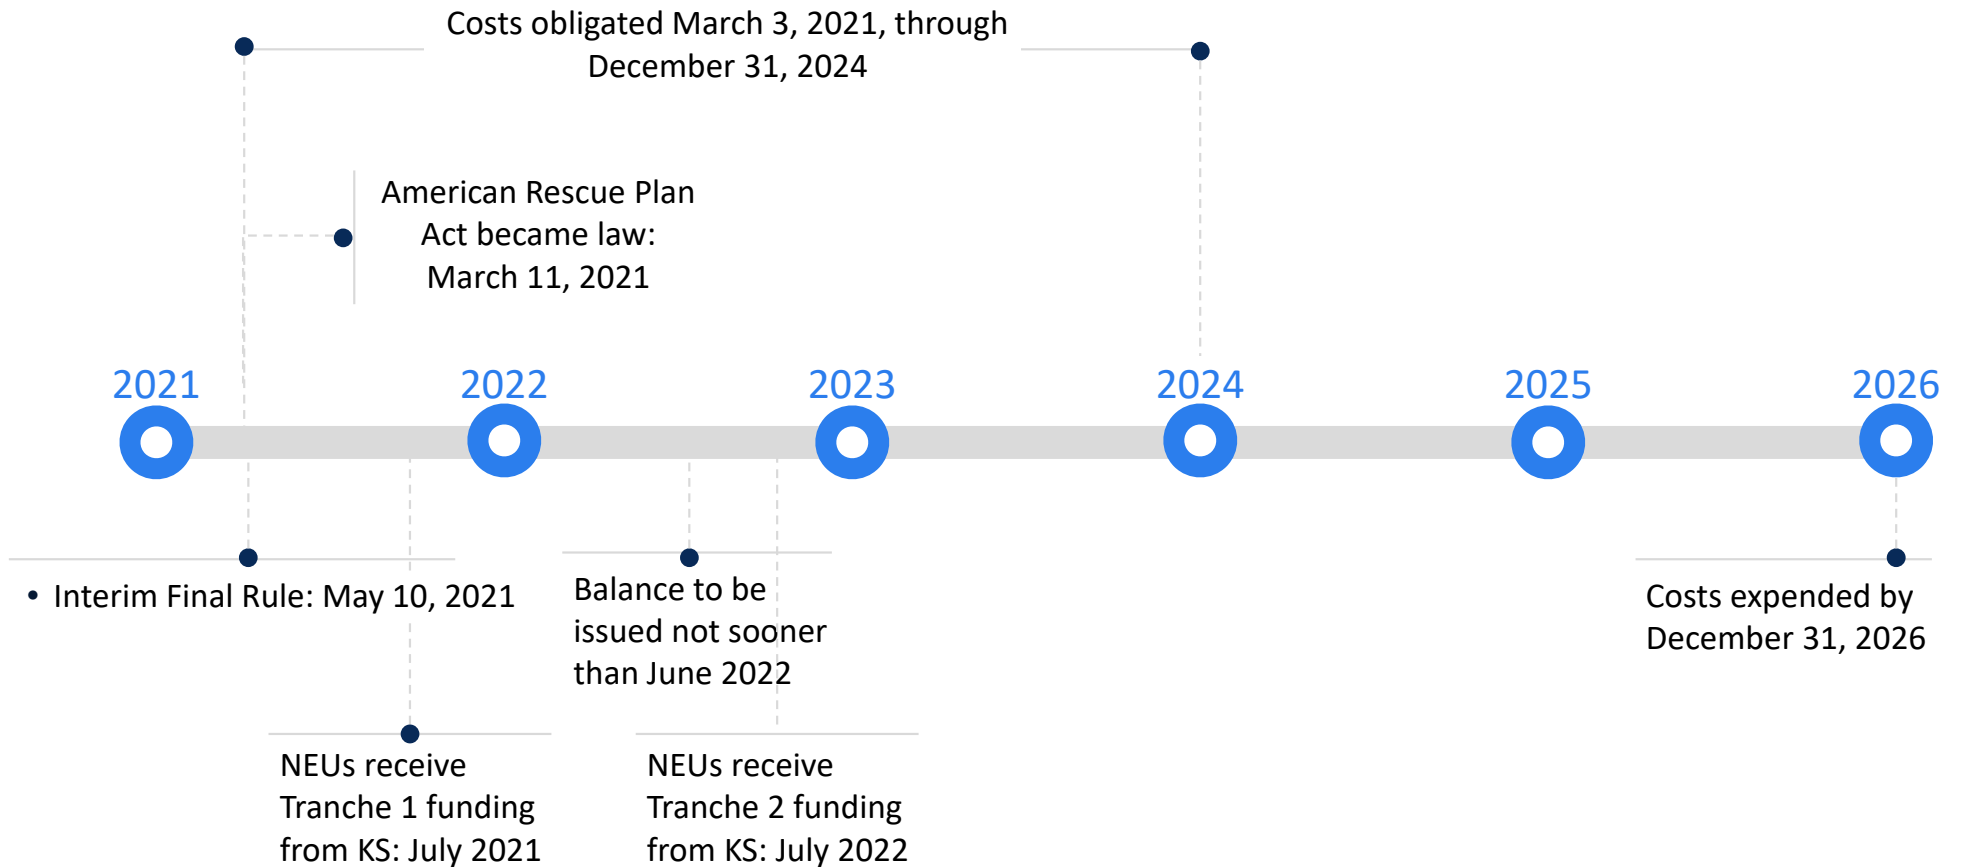 Costs obligated March 3, 2021, through
December 31, 2024
American Rescue Plan
Act became law:
March 11, 2021
2021
2022
2023
2024
2025
2026
• Interim Final Rule: May 10, 2021
Balance to be
issued not sooner
than June 2022
Costs expended by
December 31, 2026
NEUs receive
Tranche 1 funding
from KS: July 2021
NEUs receive
Tranche 2 funding
from KS: July 2022